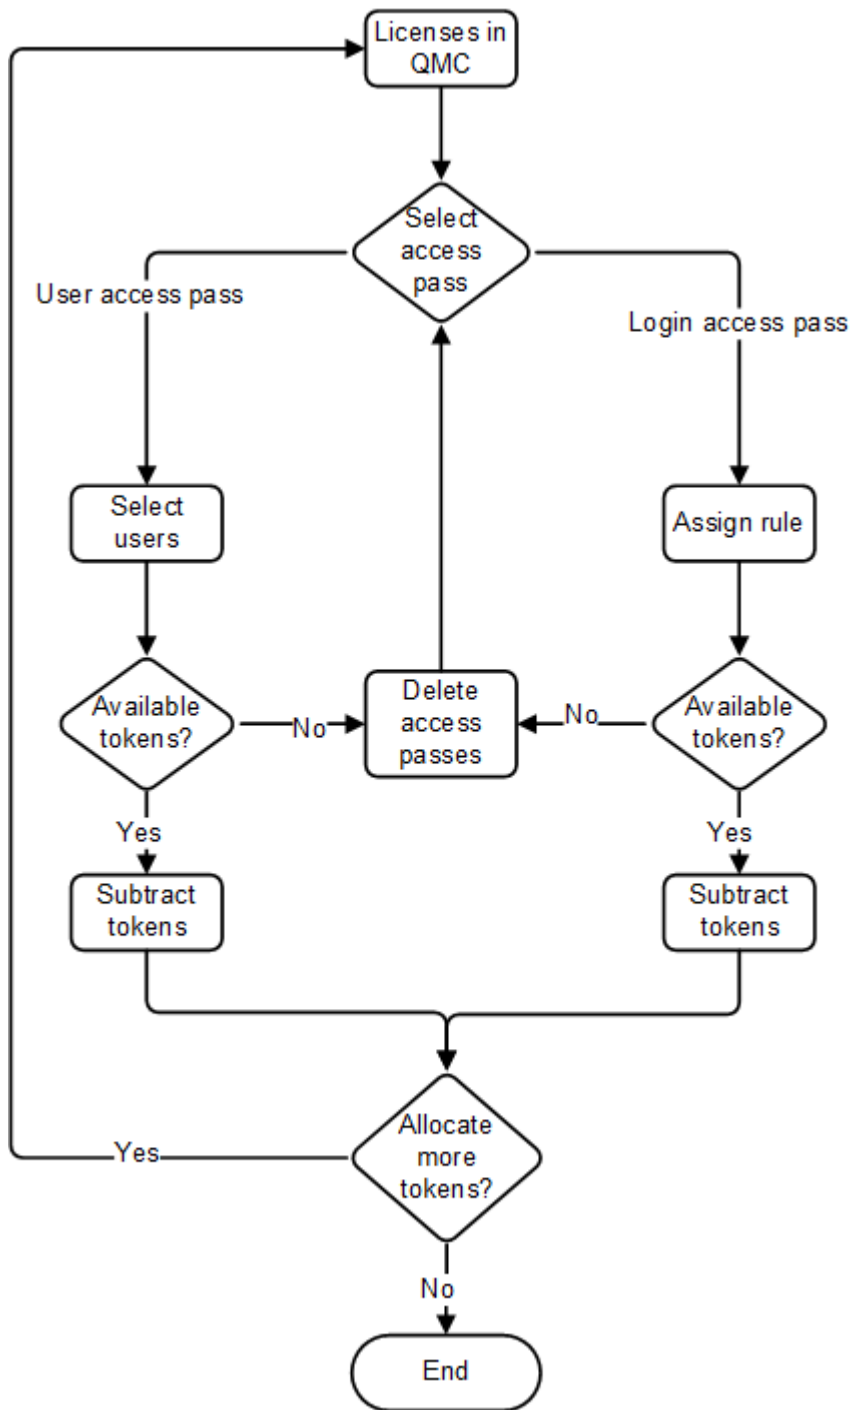 Licenses in
QMC
Select
access
pass
User access pass
Login access pass
Select
users
Assign rule
Available
tokens?
No
Delete
access
passes
No
Available
tokens?
Yes
Yes
Subtract
tokens
Subtract
tokens
Allocate
more
tokens?
Yes
No
End